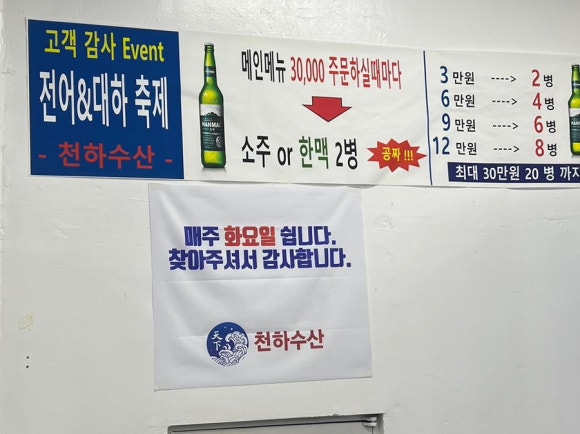 고객 감사 Event
전어&대하 축제
- 천하수산 -
메인메뉴 30,000 주문하실때마다
소주 or 한맥 2병
공짜 !!!
3 만원 ----> 2 병
6 만원 ----> 4 병
9 만원 ----> 6 병
12 만원 ----> 8 병
최대 30만원 20 병 까지
HANMAC
매주 화요일 쉽니다.
찾아주셔서 감사합니다.
天下
천하수산